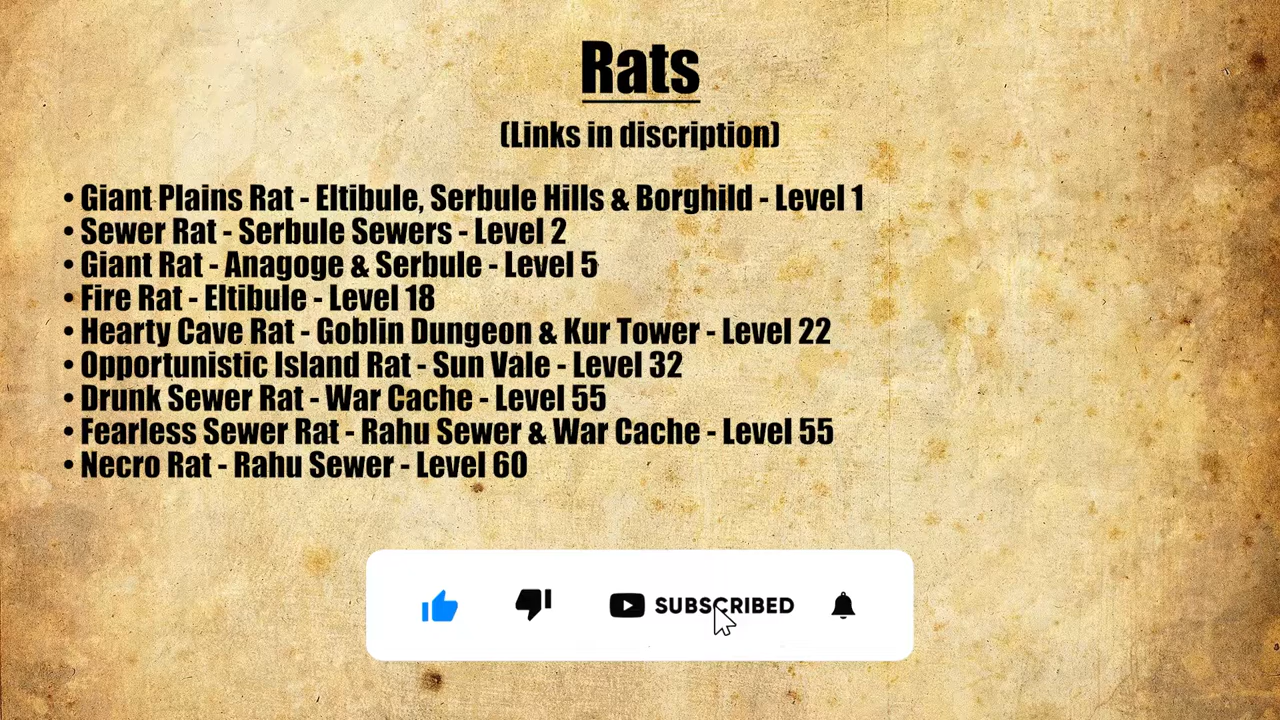 Rats
(Links in discription)
• Giant Plains Rat - Eltibule, Serbule Hills & Borghild - Level 1
• Sewer Rat - Serbule Sewers - Level 2
• Giant Rat - Anagoge & Serbule - Level 5
• Fire Rat - Eltibule - Level 18
• Hearty Cave Rat - Goblin Dungeon & Kur Tower - Level 22
• Opportunistic Island Rat - Sun Vale - Level 32
• Drunk Sewer Rat - War Cache - Level 55
• Fearless Sewer Rat - Rahu Sewer & War Cache - Level 55
• Necro Rat - Rahu Sewer - Level 60
SUBSCRIBED